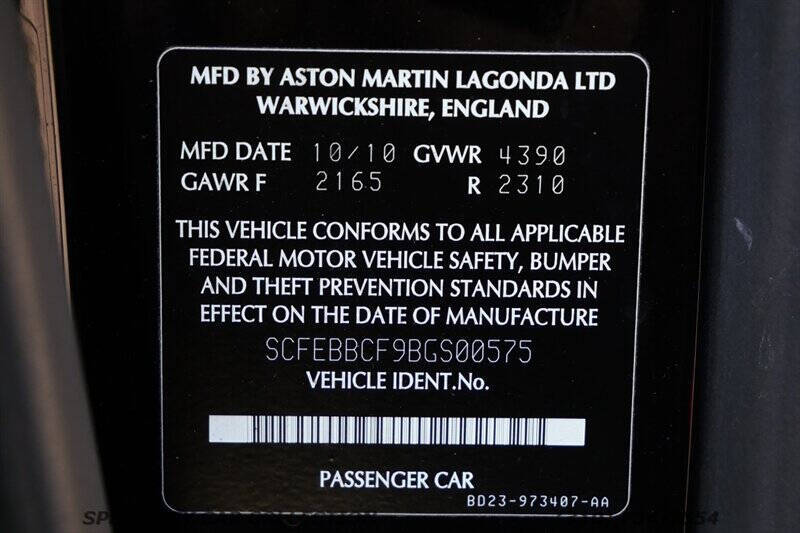 MFD BY ASTON MARTIN LAGONDA LTD
WARWICKSHIRE, ENGLAND
MFD DATE 10/10 GVWR 4390
GAWR F 2165 R 2310
THIS VEHICLE CONFORMS TO ALL APPLICABLE
FEDERAL MOTOR VEHICLE SAFETY, BUMPER
AND THEFT PREVENTION STANDARDS IN
EFFECT ON THE DATE OF MANUFACTURE
SCFEBBCF9BGS00575
VEHICLE IDENT.No.
PASSENGER CAR
BD23-973407-AA